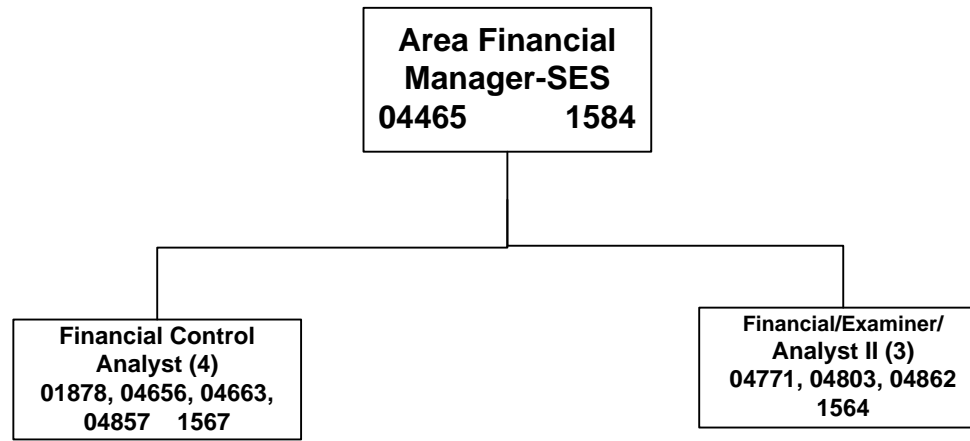 Area Financial
Manager-SES
04465 1584
Financial Control
Analyst (4)
01878, 04656, 04663,
04857 1567
Financial/Examiner/
Analyst II (3)
04771, 04803, 04862
1564